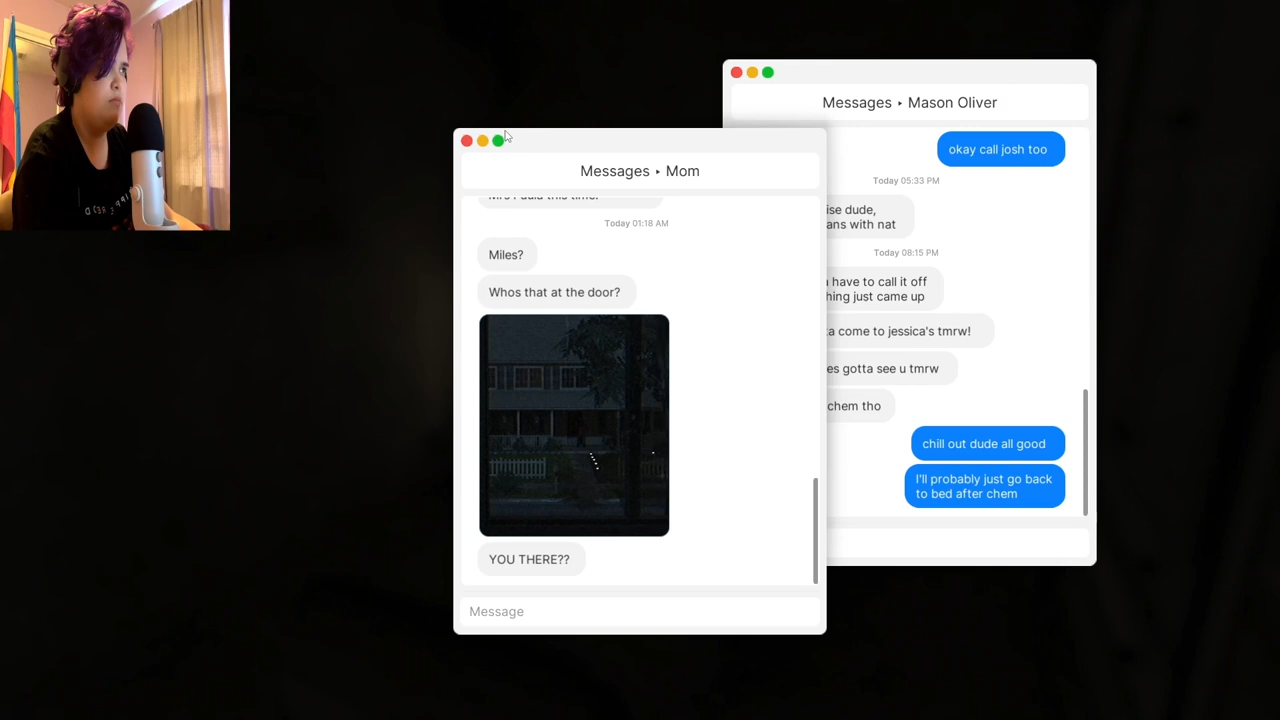 Messages ▸ Mason Oliver
okay call josh too
Today 05:33 PM
ise dude,
ans with nat
Today 08:15 PM
have to call it off
hing just came up
a come to jessica's tmrw!
es gotta see u tmrw
chem tho
chill out dude all good
I'll probably just go back
to bed after chem
Messages ▸ Mom
Today 01:18 AM
Miles?
Whos that at the door?
YOU THERE??
Message